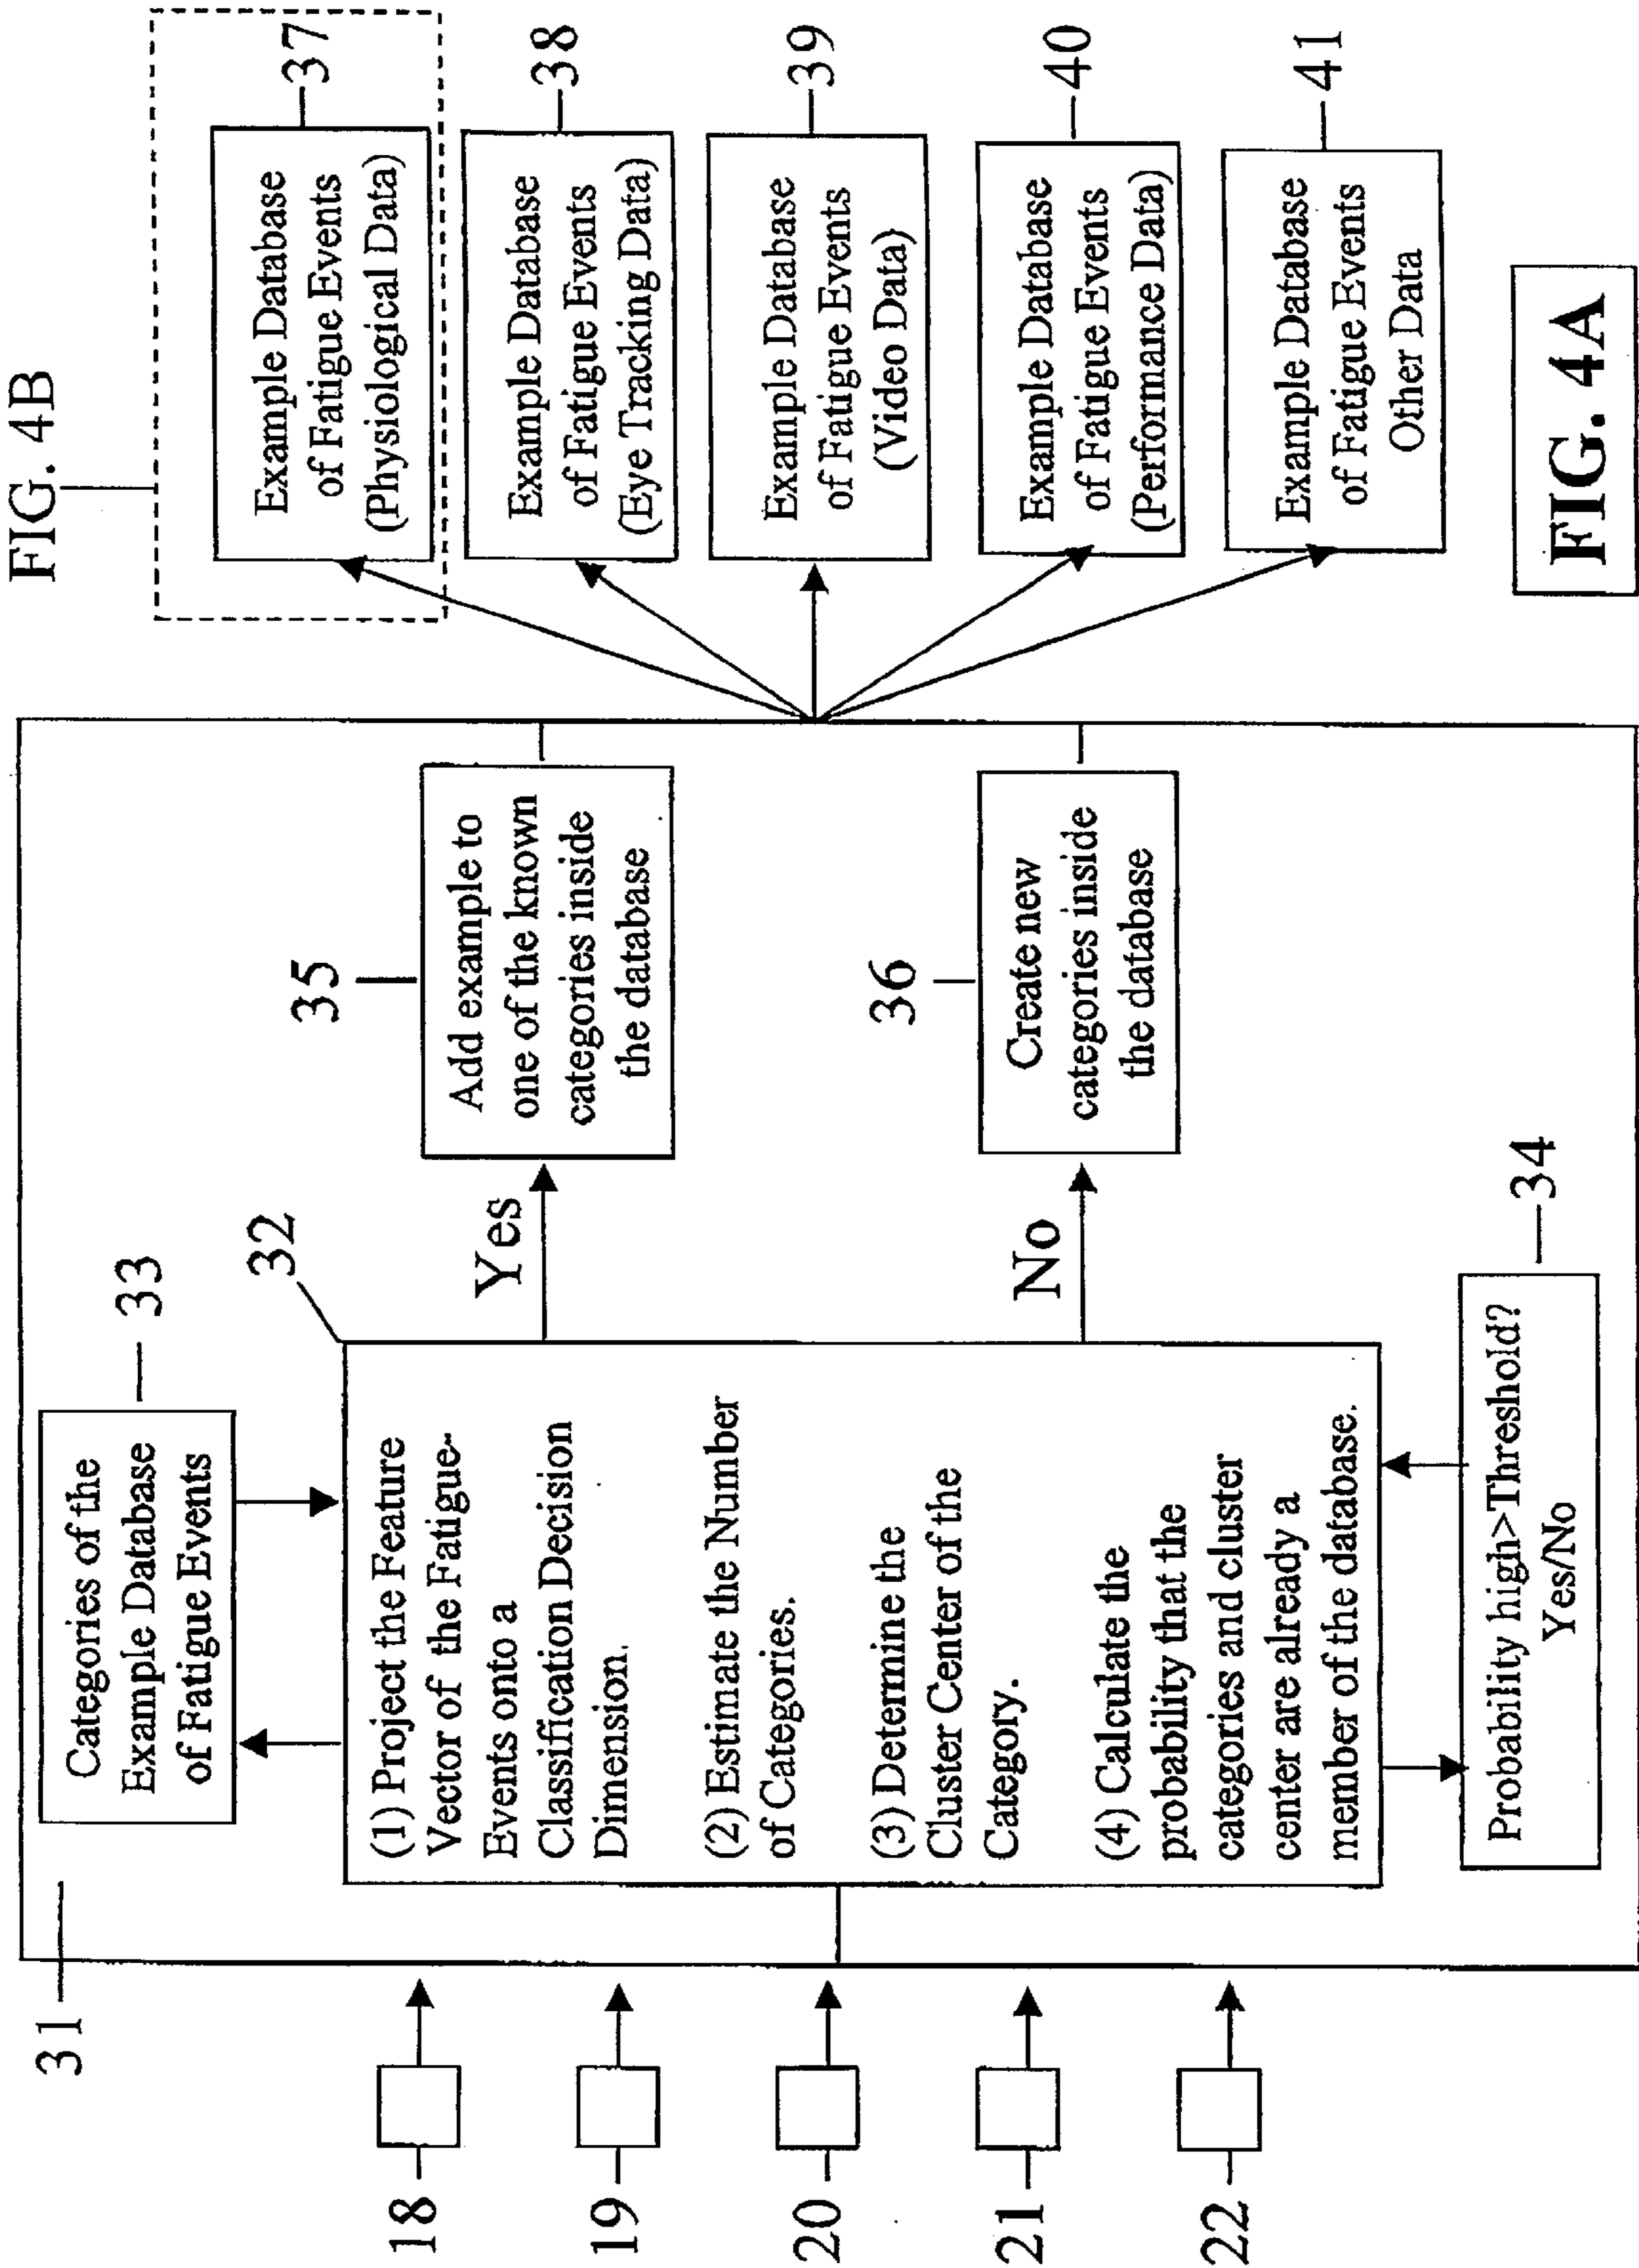 FIG. 4B
31
33
Categories of the
Example Database
of Fatigue Events
32
(1) Project the Feature
Vector of the Fatigue-
Events onto a
Classification Decision
Dimension.
(2) Estimate the Number
of Categories.
(3) Determine the
Cluster Center of the
Category.
(4) Calculate the
probability that the
categories and cluster
center are already a
member of the database.
Probability high>Threshold?
Yes/No
34
18
19
20
21
22
Yes
No
35
Add example to
one of the known
categories inside
the database
36
Create new
categories inside
the database
Example Database
of Fatigue Events
(Physiological Data)
37
Example Database
of Fatigue Events
(Eye Tracking Data)
38
Example Database
of Fatigue Events
(Video Data)
39
Example Database
of Fatigue Events
(Performance Data)
40
Example Database
of Fatigue Events
Other Data
41
FIG. 4A